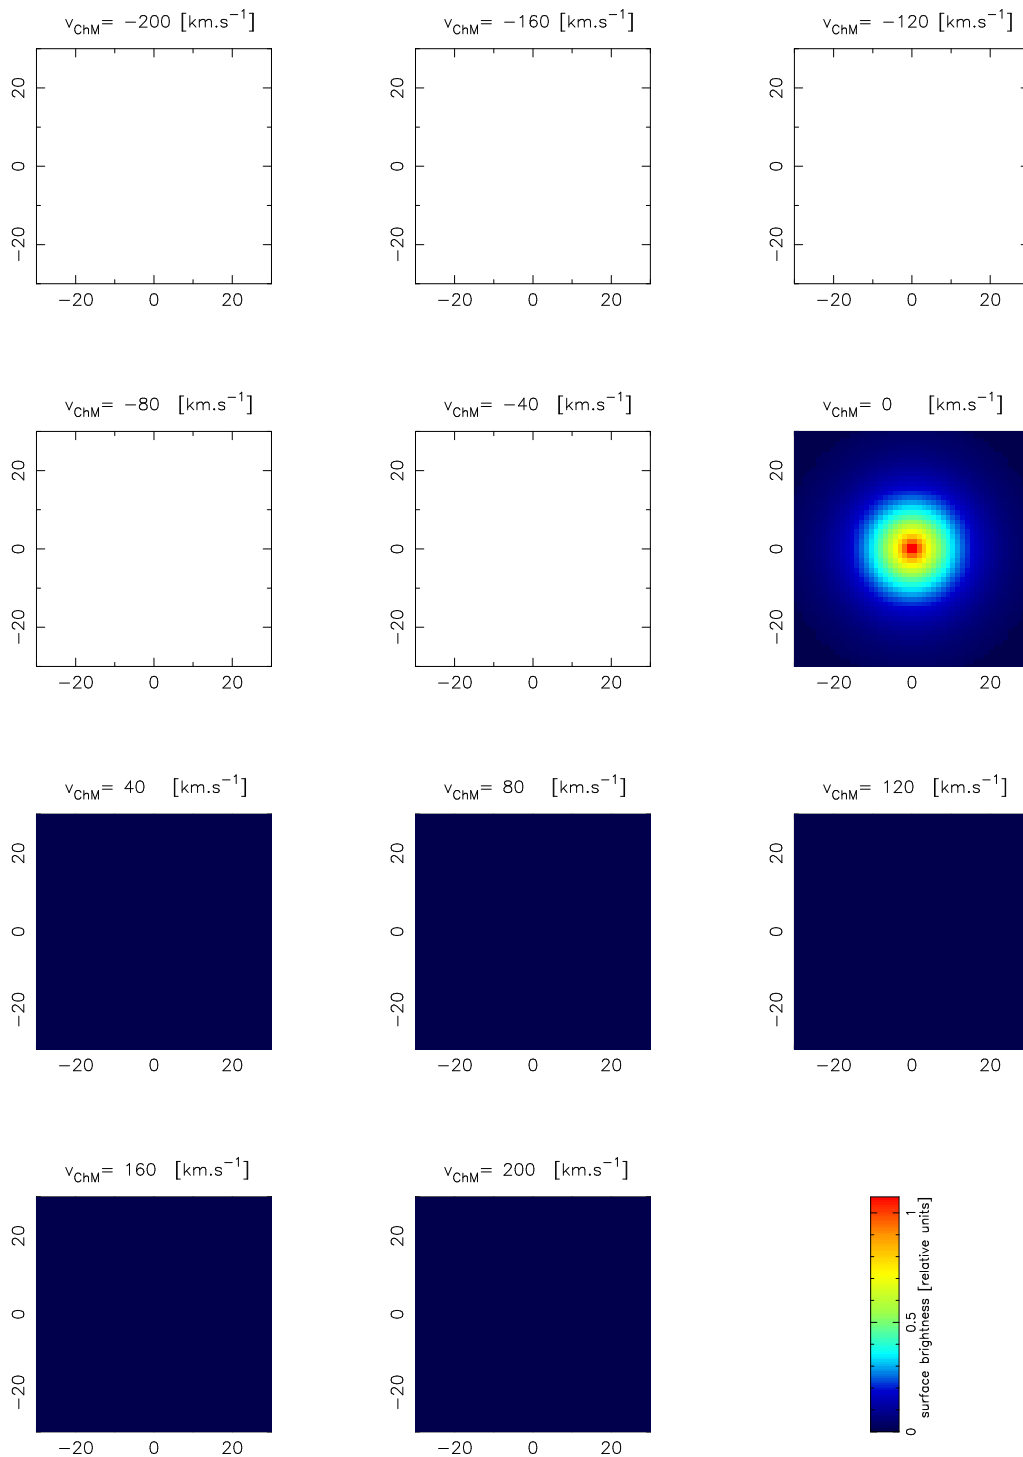 v_ChM= −200 [km.s⁻¹] v_ChM= −160 [km.s⁻¹] v_ChM= −120 [km.s⁻¹]
20 20 20
0 0 0
−20 −20 −20
−20 0 20 −20 0 20 −20 0 20
v_ChM= −80 [km.s⁻¹] v_ChM= −40 [km.s⁻¹] v_ChM= 0 [km.s⁻¹]
20 20 20
0 0 0
−20 −20 −20
−20 0 20 −20 0 20 −20 0 20
v_ChM= 40 [km.s⁻¹] v_ChM= 80 [km.s⁻¹] v_ChM= 120 [km.s⁻¹]
20 20 20
0 0 0
−20 −20 −20
−20 0 20 −20 0 20 −20 0 20
v_ChM= 160 [km.s⁻¹] v_ChM= 200 [km.s⁻¹]
20 20
0 0
−20 −20
−20 0 20 −20 0 20
0 0.5 1
surface brightness [relative units]